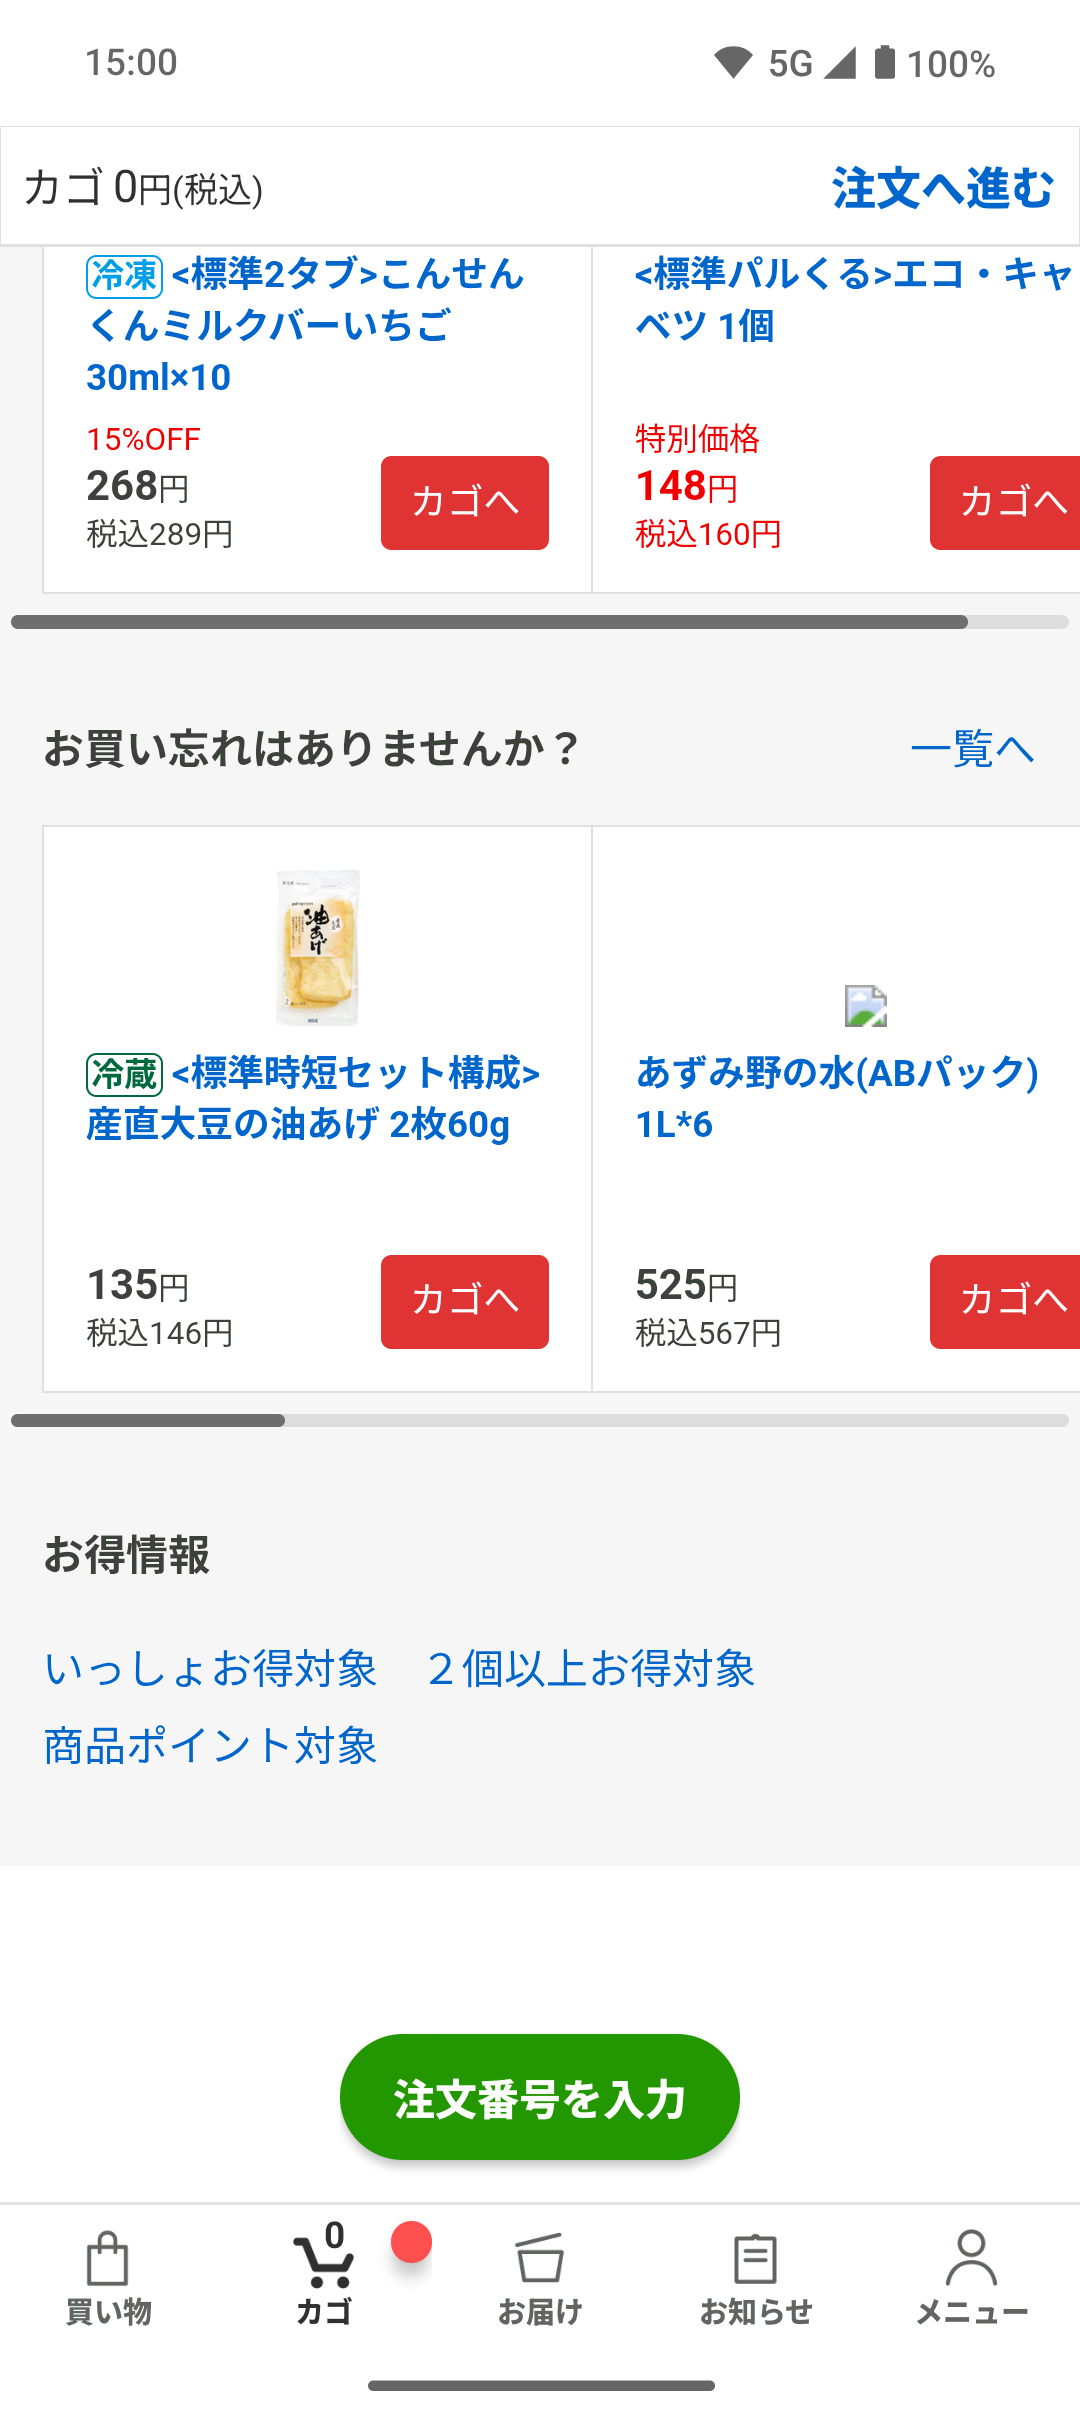 15:00
5G
100%
カゴ 0円(税込)
注文へ進む
冷凍 <標準2タブ>こんせん
くんミルクバーいちご
30ml×10
15%OFF
268円
税込289円
カゴへ
<標準パルくる>エコ・キャ
ベツ 1個
特別価格
148円
税込160円
カゴへ
お買い忘れはありませんか？
一覧へ
油あげ
冷蔵 <標準時短セット構成>
産直大豆の油あげ 2枚60g
135円
税込146円
カゴへ
あずみ野の水(ABパック)
1L*6
525円
税込567円
カゴへ
お得情報
いっしょお得対象
２個以上お得対象
商品ポイント対象
注文番号を入力
買い物
0
カゴ
お届け
お知らせ
メニュー